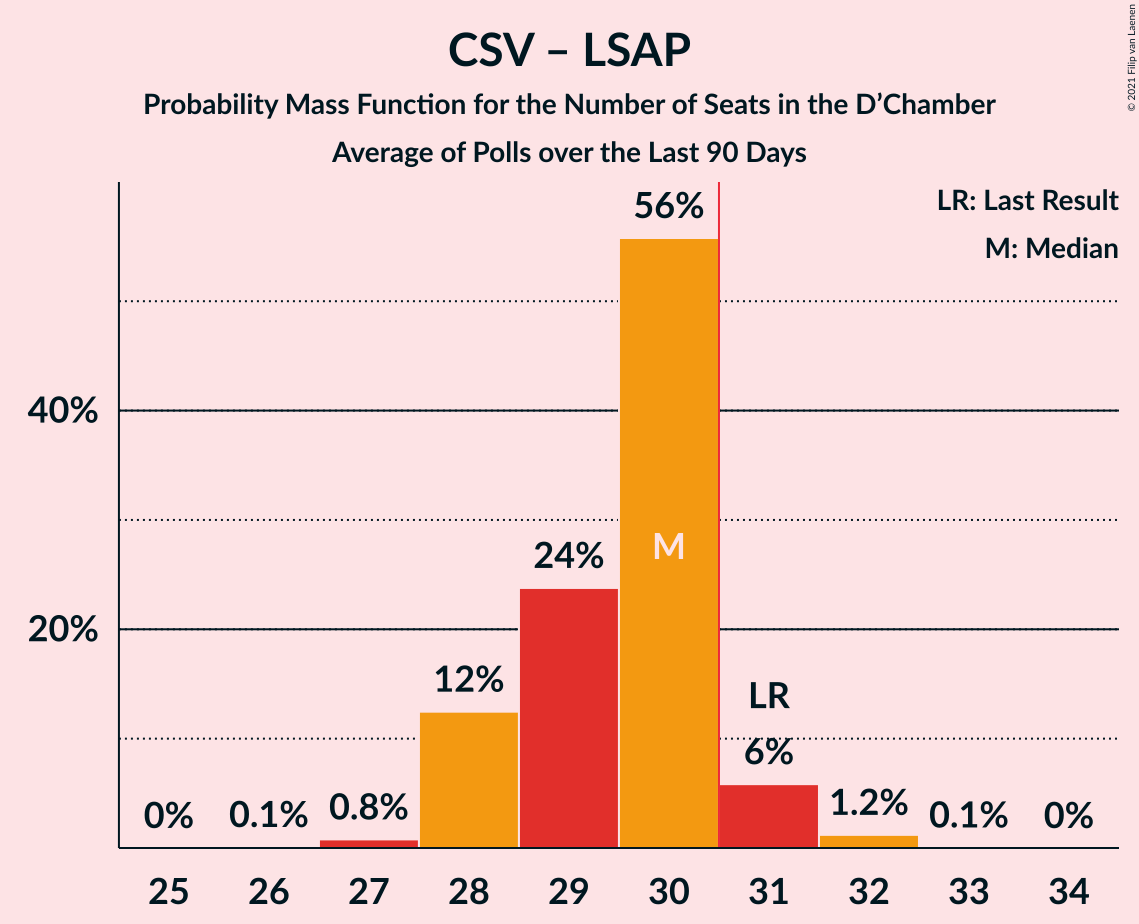 CSV – LSAP
Probability Mass Function for the Number of Seats in the D’Chamber
Average of Polls over the Last 90 Days
© 2021 Filip van Laenen
LR: Last Result
M: Median
56%
40%
M
24%
20%
12%
LR
6%
0% 0.1% 0.8% 1.2% 0.1% 0%
25 26 27 28 29 30 31 32 33 34